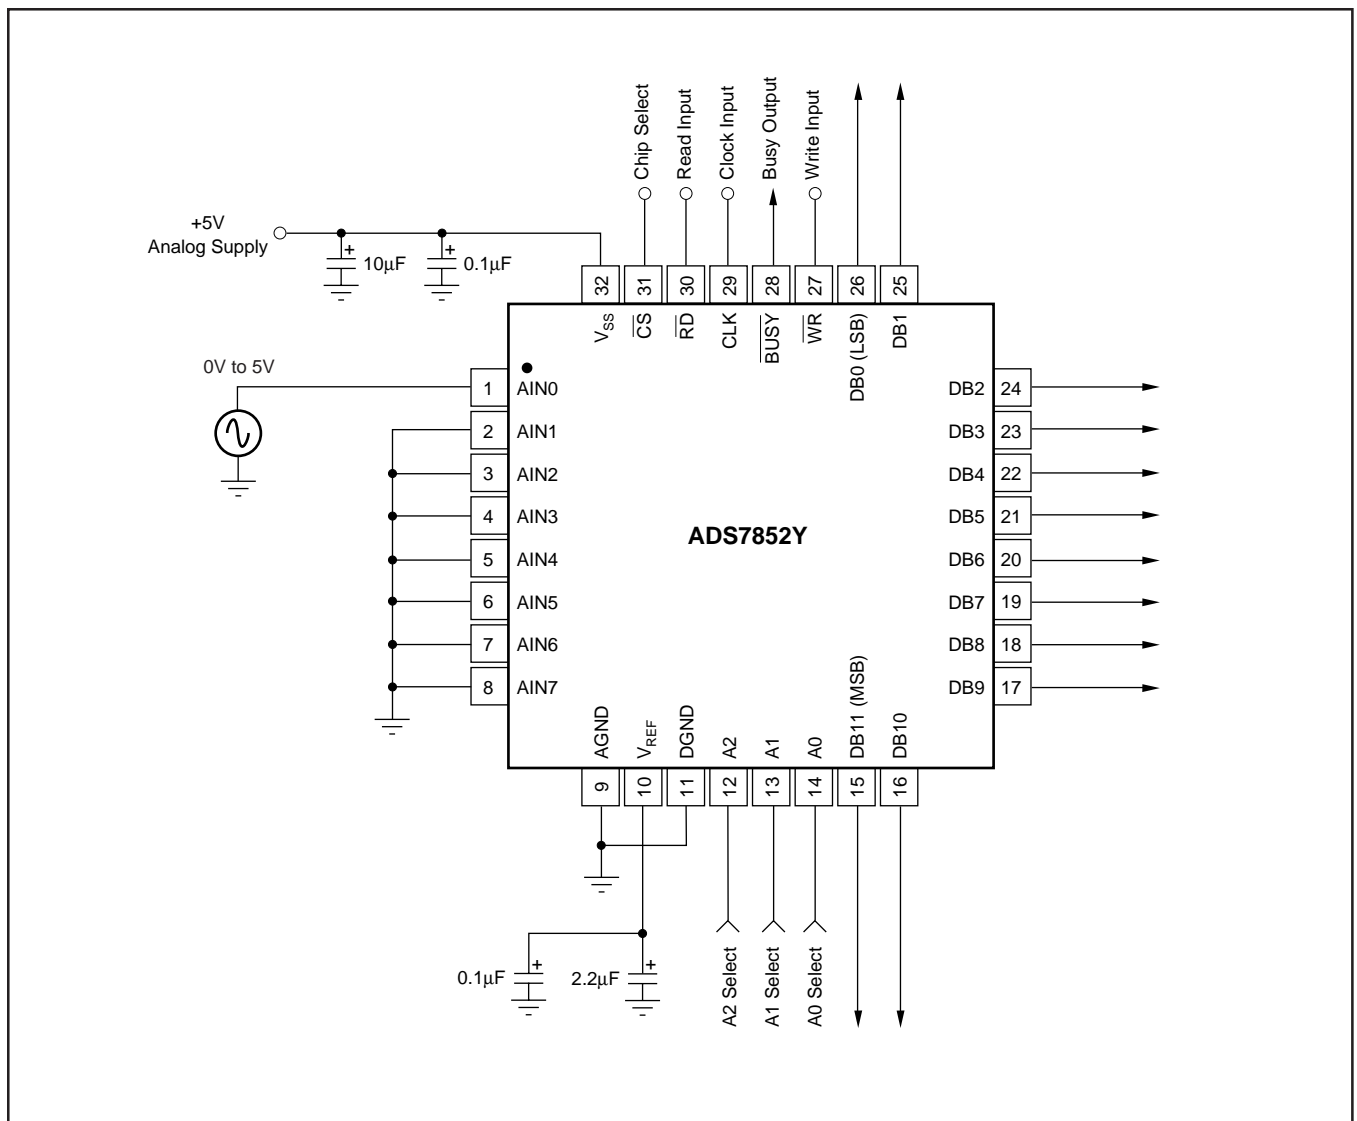 Chip Select
Read Input
Clock Input
Busy Output
Write Input
+5V
Analog Supply
10μF
0.1μF
32
31
30
29
28
27
26
25
VSS
CS
RD
CLK
BUSY
WR
DB0 (LSB)
DB1
0V to 5V
1 AIN0
2 AIN1
3 AIN2
4 AIN3
5 AIN4
6 AIN5
7 AIN6
8 AIN7
ADS7852Y
DB2 24
DB3 23
DB4 22
DB5 21
DB6 20
DB7 19
DB8 18
DB9 17
AGND
VREF
DGND
A2
A1
A0
DB11 (MSB)
DB10
9
10
11
12
13
14
15
16
0.1μF
2.2μF
A2 Select
A1 Select
A0 Select